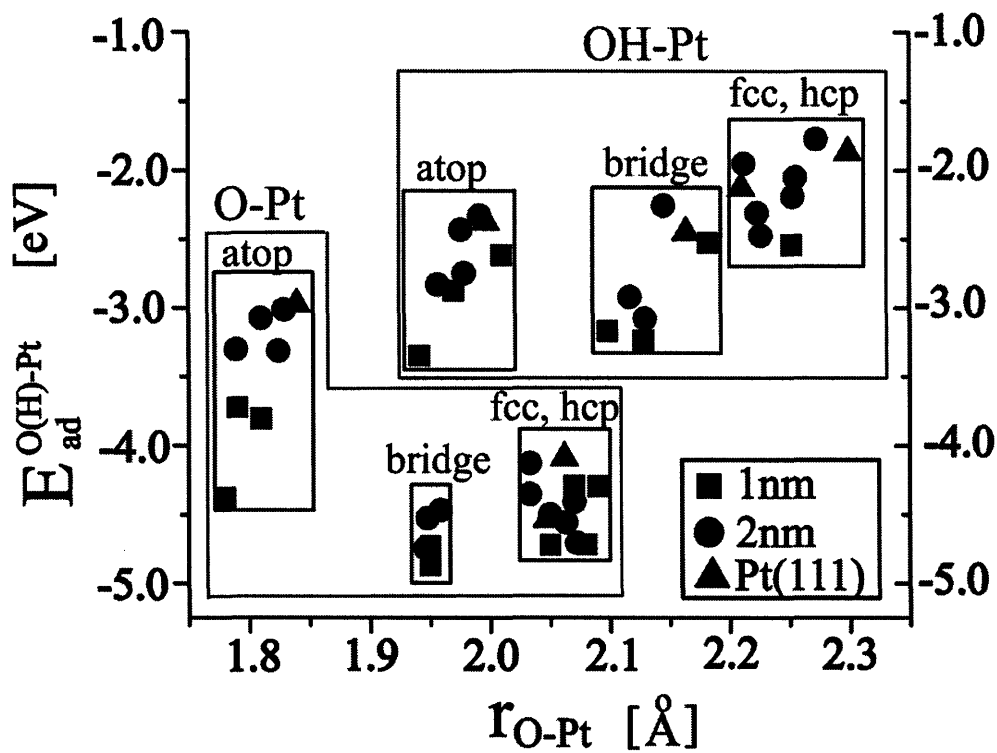 -1.0
-2.0
-3.0
-4.0
-5.0
E_ad^O(H)-Pt [eV]
OH-Pt
fcc, hcp
bridge
atop
O-Pt
atop
fcc, hcp
bridge
1nm
2nm
Pt(111)
-1.0
-2.0
-3.0
-4.0
-5.0
1.8 1.9 2.0 2.1 2.2 2.3
r_O-Pt [Å]